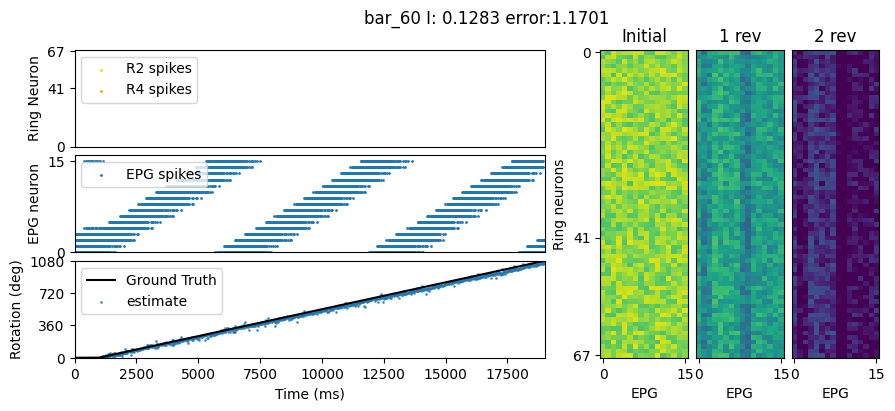 bar_60 I: 0.1283 error:1.1701
67
41
0
Ring Neuron
R2 spikes
R4 spikes
15
0
EPG neuron
EPG spikes
1080
720
360
0
Rotation (deg)
Ground Truth
estimate
0 2500 5000 7500 10000 12500 15000 17500
Time (ms)
Initial 1 rev 2 rev
0
41
67
Ring neurons
0 15 0 15 0 15
EPG EPG EPG